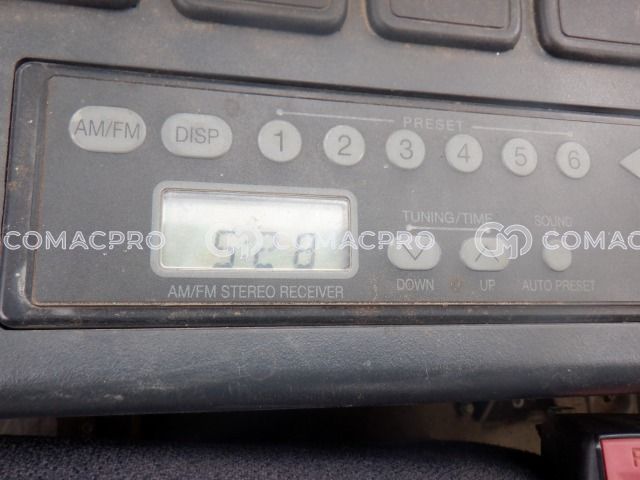 PRESET
AM/FM DISP 1 2 3 4 5 6
TUNING/TIME SOUND
COMACPRO COMACPRO COMAC
AM/FM STEREO RECEIVER DOWN UP AUTO PRESET